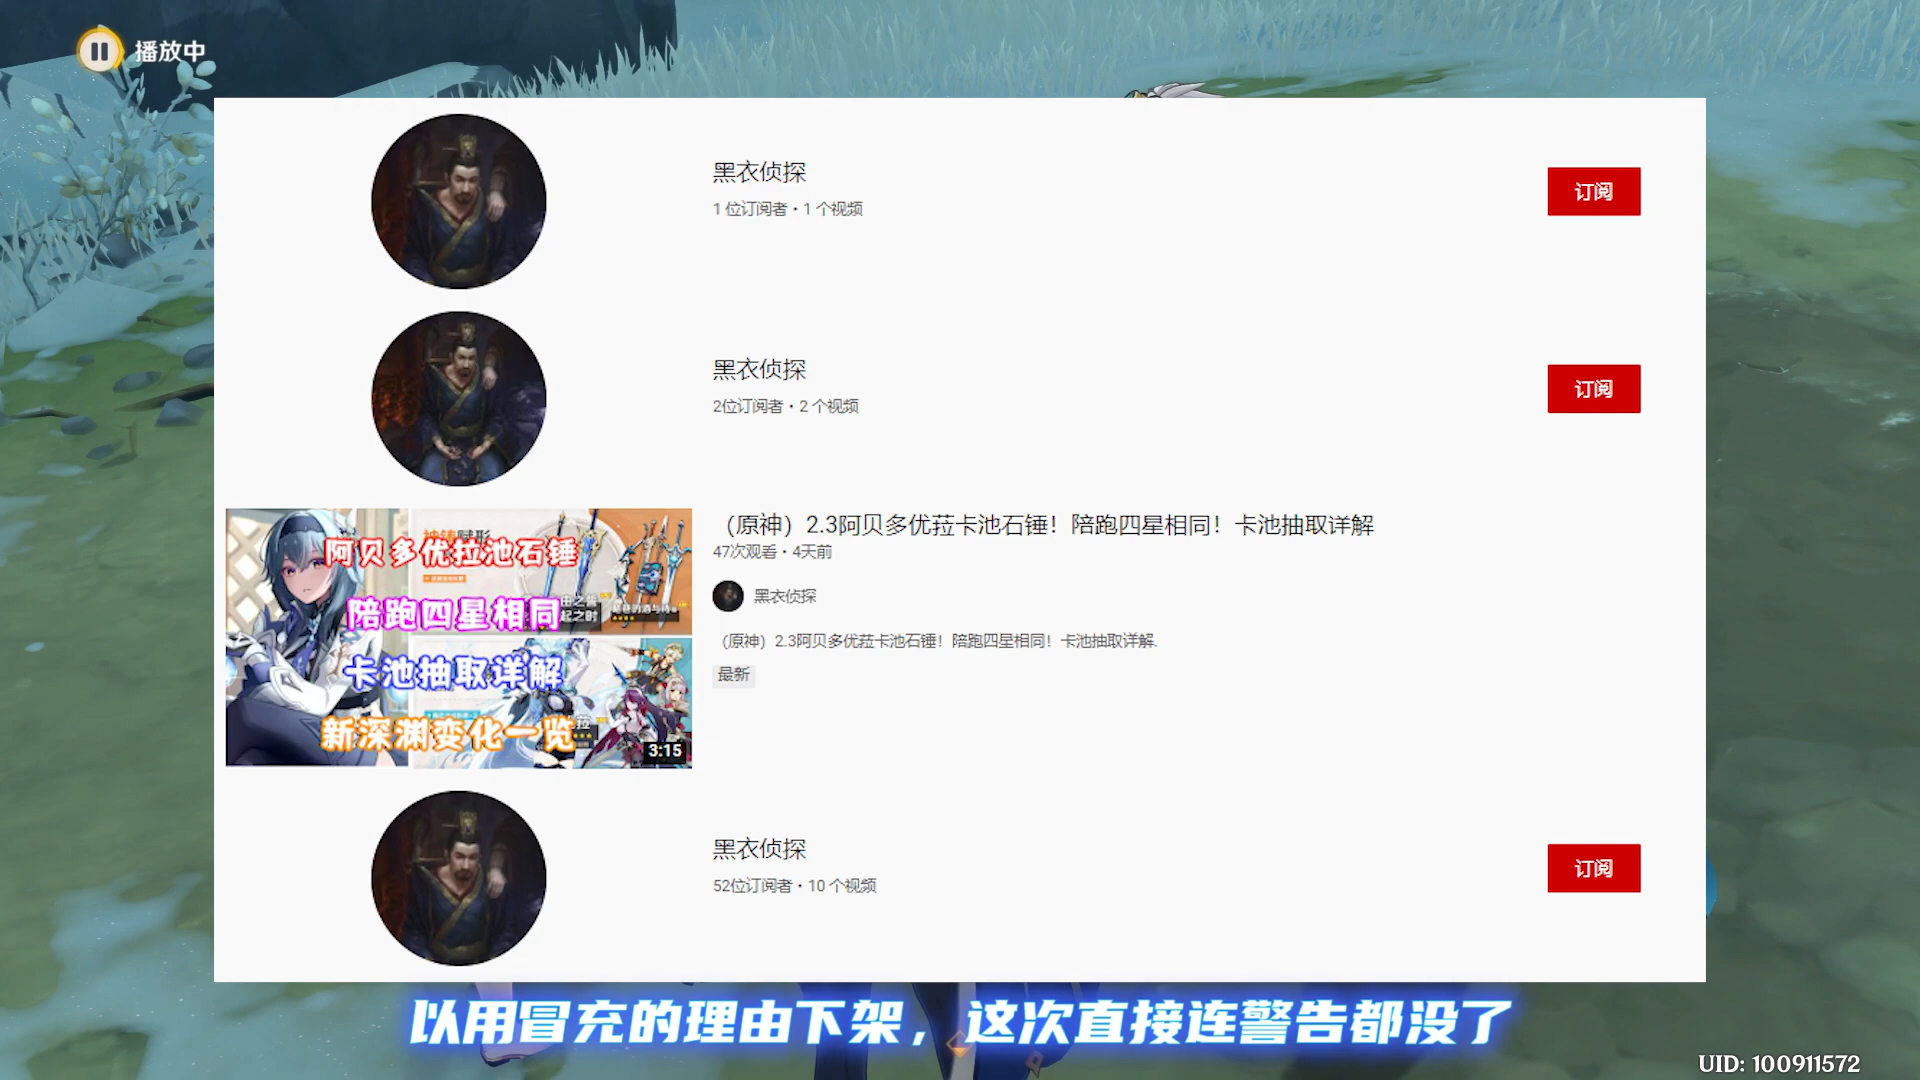 播放中
黑衣侦探
1 位订阅者・1 个视频
订阅
黑衣侦探
2位订阅者・2 个视频
订阅
阿贝多优拉池石锤
陪跑四星相同
卡池抽取详解
新深渊变化一览
3:15
（原神）2.3阿贝多优菈卡池石锤！陪跑四星相同！卡池抽取详解
47次观看・4天前
黑衣侦探
（原神）2.3阿贝多优菈卡池石锤！陪跑四星相同！卡池抽取详解.
最新
黑衣侦探
52位订阅者・10 个视频
订阅
以用冒充的理由下架，这次直接连警告都没了
UID: 100911572